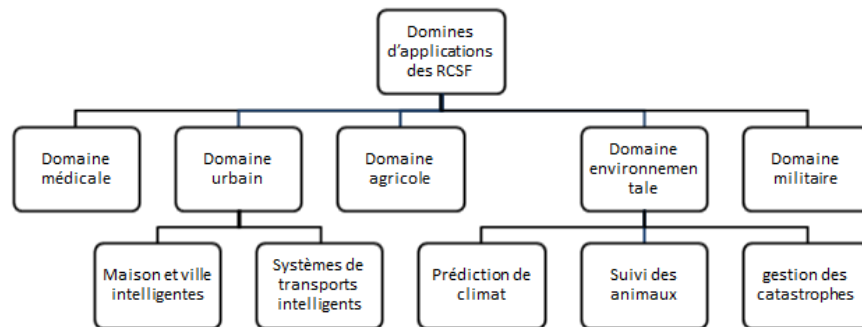 Domines
d'applications
des RCSF
Domaine
médicale
Domaine
urbain
Domaine
agricole
Domaine
environnemen
tale
Domaine
militaire
Maison et ville
intelligentes
Systèmes de
transports
intelligents
Prédiction de
climat
Suivi des
animaux
gestion des
catastrophes